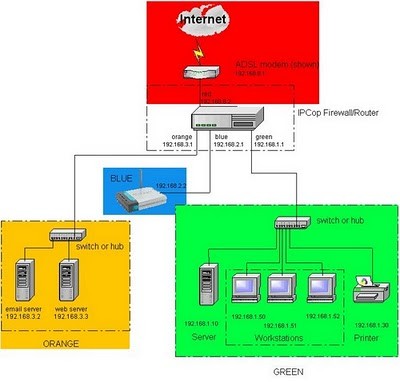 Internet
ADSL modem (shown)
192.168.0.1
red
192.168.0.2
IPCop Firewall/Router
orange blue green
192.168.3.1 192.168.2.1 192.168.1.1
BLUE
192.168.2.2
switch or hub
switch or hub
email server web server
192.168.3.2 192.168.3.3
ORANGE
192.168.1.10 192.168.1.50 192.168.1.51 192.168.1.52 192.168.1.30
Server Workstations Printer
GREEN